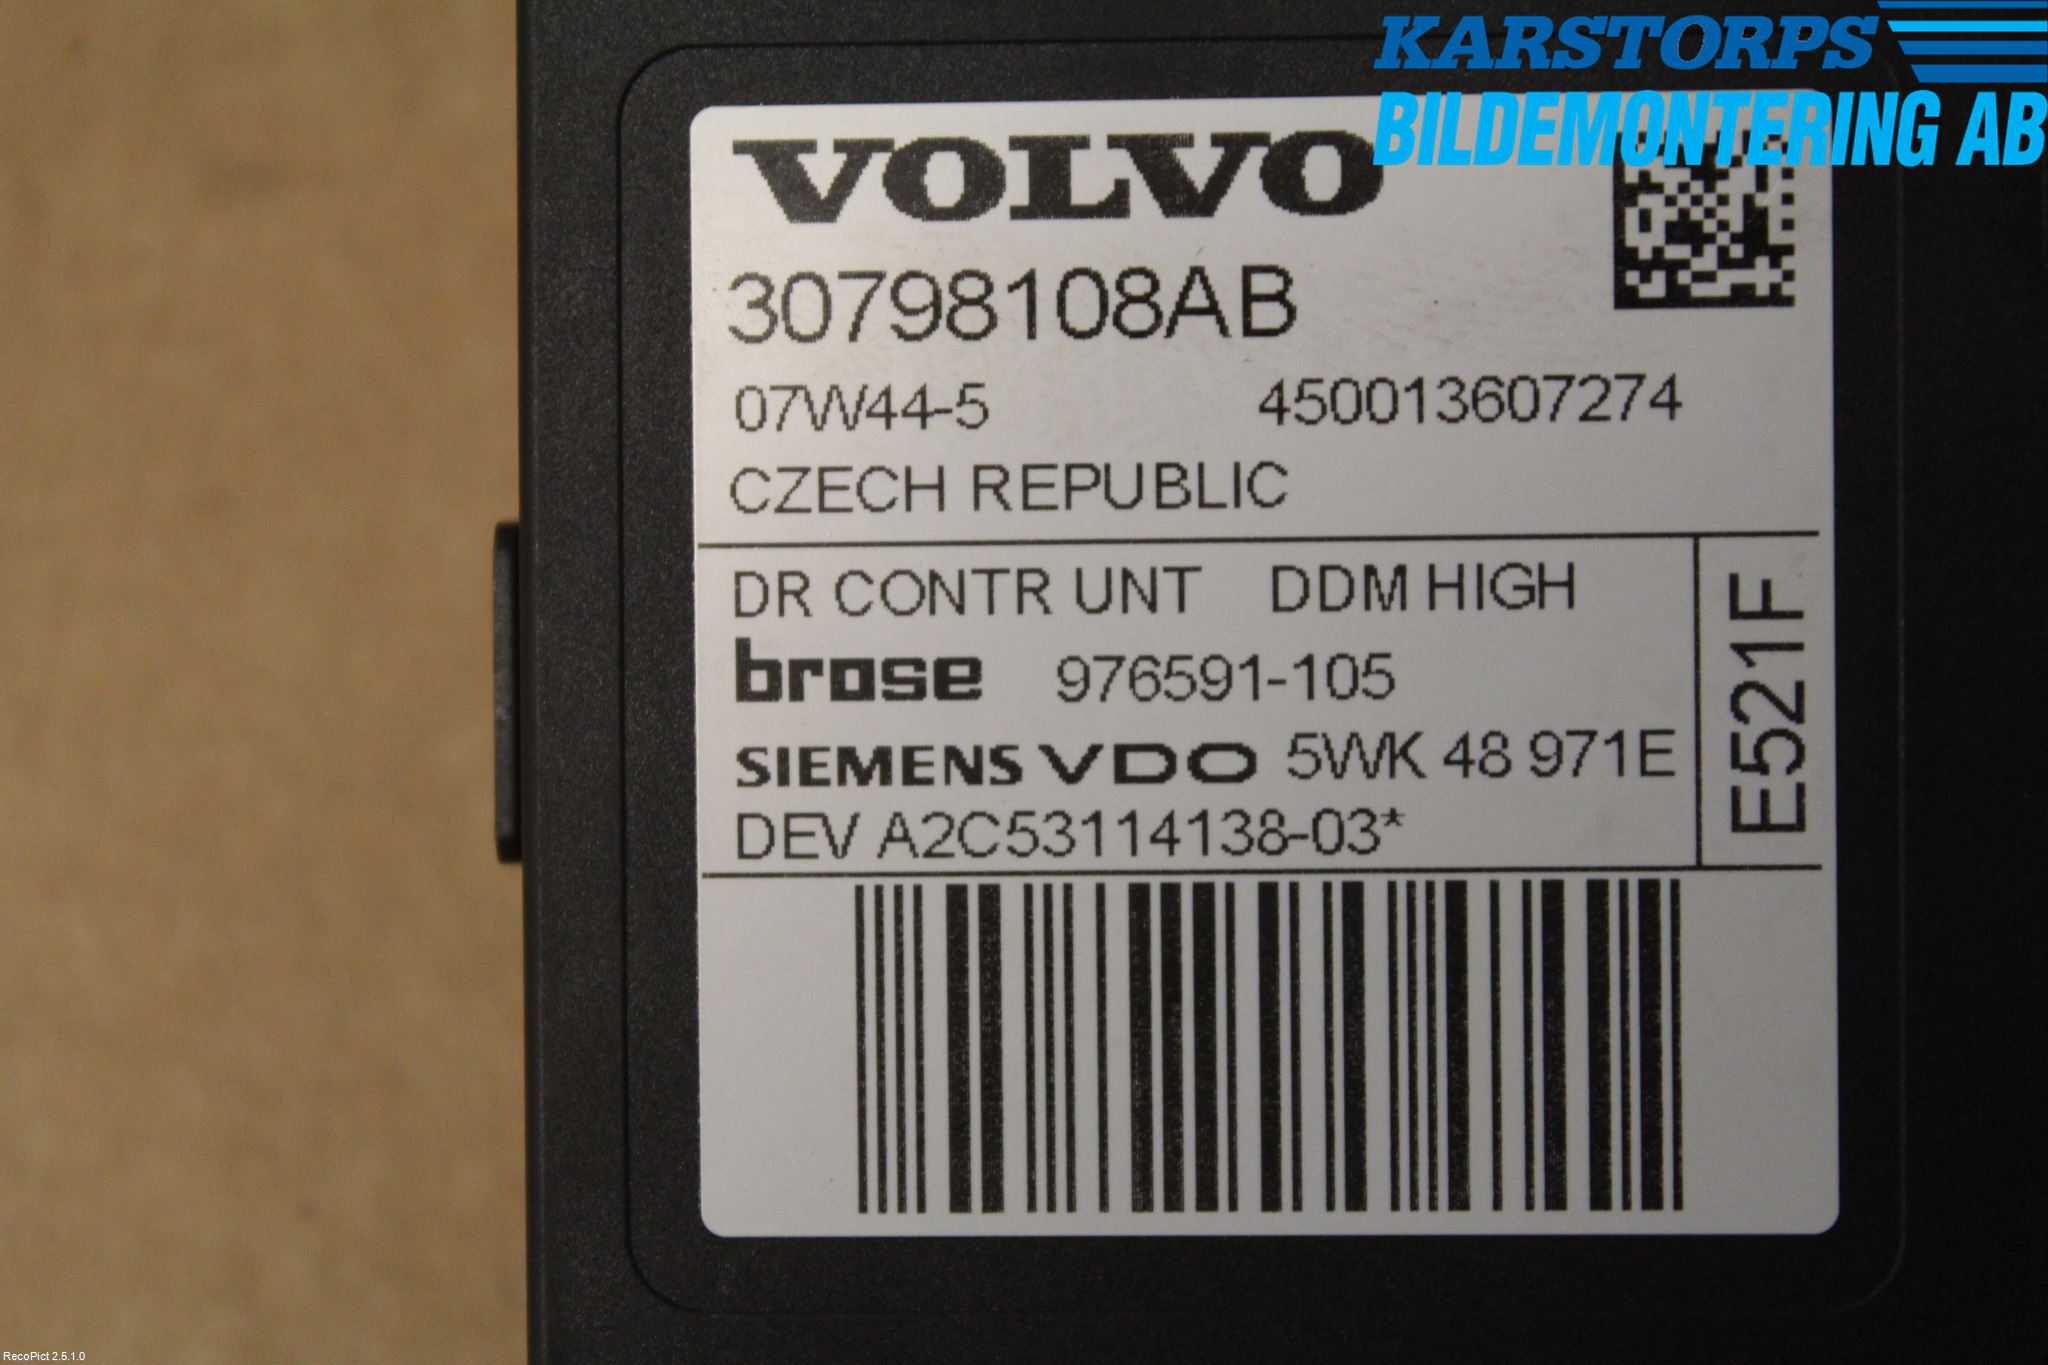 KARSTORPS
BILDEMONTERING AB
VOLVO
30798108AB
07W44-5 450013607274
CZECH REPUBLIC
DR CONTR UNT DDM HIGH
brose 976591-105
SIEMENS VDO 5WK 48 971E
DEV A2C53114138-03*
E521F
RecoPict 2.5.1.0